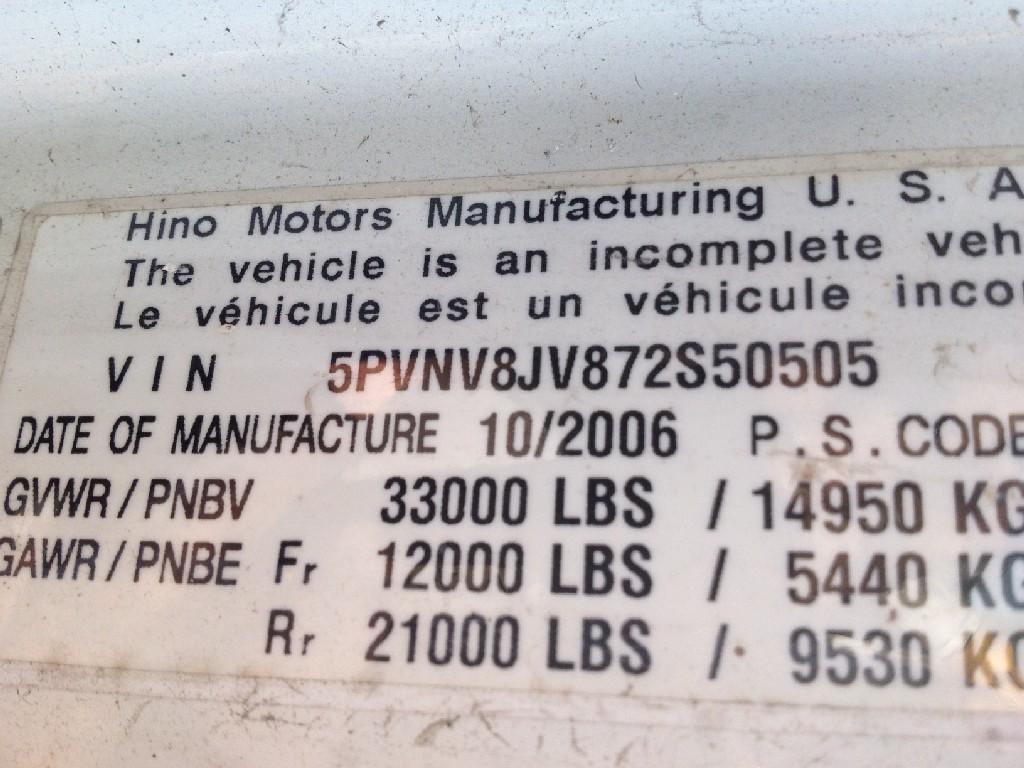 Hino Motors Manufacturing U. S. A
The vehicle is an incomplete veh
Le véhicule est un véhicule inco
VIN 5PVNV8JV872S50505
DATE OF MANUFACTURE 10/2006 P.S.CODE
GVWR/PNBV 33000 LBS / 14950 KG
GAWR/PNBE Fr 12000 LBS / 5440 KG
Rr 21000 LBS / 9530 KG